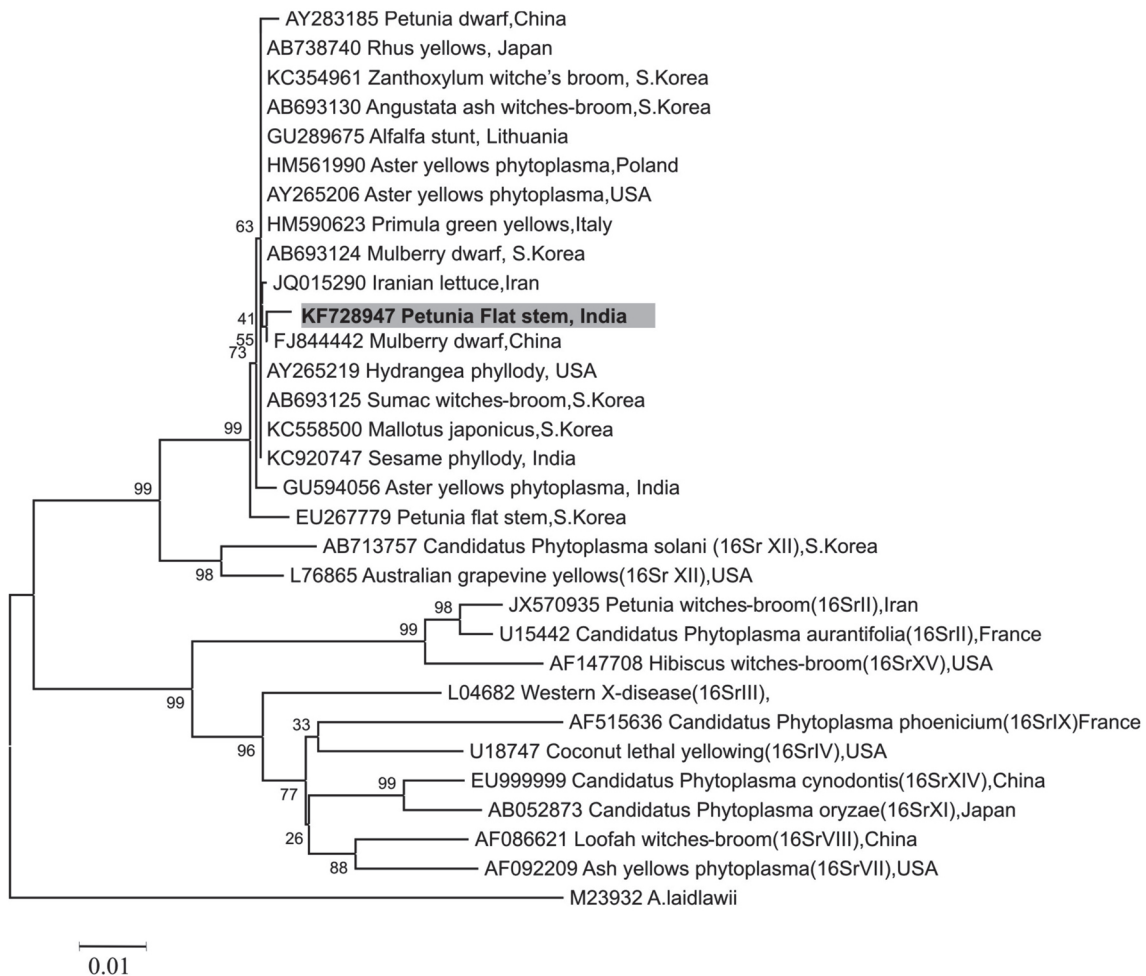 AY283185 Petunia dwarf,China
AB738740 Rhus yellows, Japan
KC354961 Zanthoxylum witche's broom, S.Korea
AB693130 Angustata ash witches-broom,S.Korea
GU289675 Alfalfa stunt, Lithuania
HM561990 Aster yellows phytoplasma,Poland
AY265206 Aster yellows phytoplasma,USA
63
HM590623 Primula green yellows,Italy
AB693124 Mulberry dwarf, S.Korea
JQ015290 Iranian lettuce,Iran
41
KF728947 Petunia Flat stem, India
55
FJ844442 Mulberry dwarf,China
73
AY265219 Hydrangea phyllody, USA
AB693125 Sumac witches-broom,S.Korea
99
KC558500 Mallotus japonicus,S.Korea
KC920747 Sesame phyllody, India
99
GU594056 Aster yellows phytoplasma, India
EU267779 Petunia flat stem,S.Korea
AB713757 Candidatus Phytoplasma solani (16Sr XII),S.Korea
98
L76865 Australian grapevine yellows(16Sr XII),USA
98
JX570935 Petunia witches-broom(16SrII),Iran
99
U15442 Candidatus Phytoplasma aurantifolia(16SrII),France
AF147708 Hibiscus witches-broom(16SrXV),USA
99
L04682 Western X-disease(16SrIII),
33
AF515636 Candidatus Phytoplasma phoenicium(16SrIX)France
96
U18747 Coconut lethal yellowing(16SrIV),USA
77
99
EU999999 Candidatus Phytoplasma cynodontis(16SrXIV),China
AB052873 Candidatus Phytoplasma oryzae(16SrXI),Japan
26
AF086621 Loofah witches-broom(16SrVIII),China
88
AF092209 Ash yellows phytoplasma(16SrVII),USA
M23932 A.laidlawii
0.01